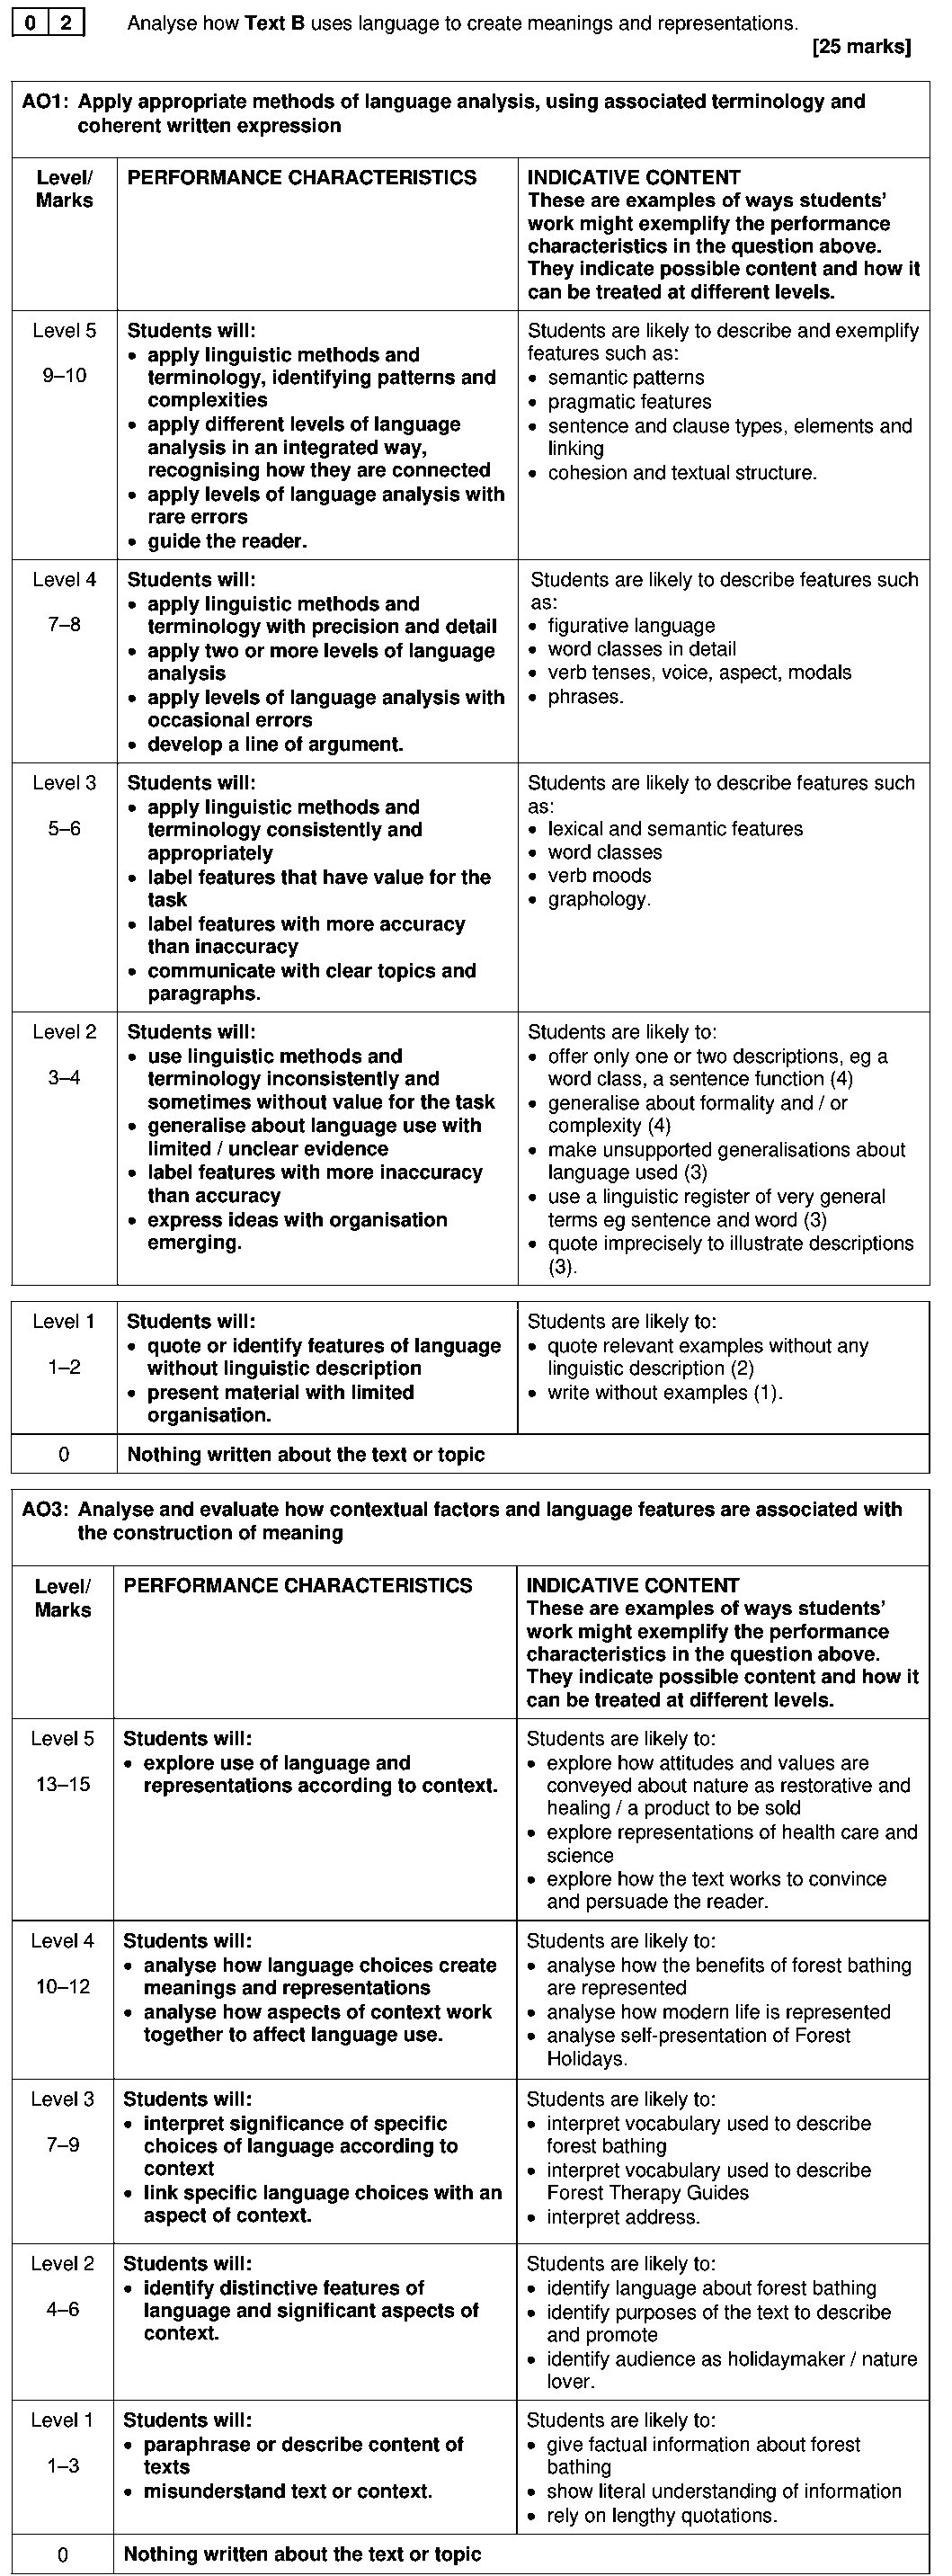 0 2 Analyse how Text B uses language to create meanings and representations.
[25 marks]
AO1: Apply appropriate methods of language analysis, using associated terminology and
coherent written expression
Level/
Marks
PERFORMANCE CHARACTERISTICS
INDICATIVE CONTENT
These are examples of ways students'
work might exemplify the performance
characteristics in the question above.
They indicate possible content and how it
can be treated at different levels.
Level 5
9–10
Students will:
• apply linguistic methods and
terminology, identifying patterns and
complexities
• apply different levels of language
analysis in an integrated way,
recognising how they are connected
• apply levels of language analysis with
rare errors
• guide the reader.
Students are likely to describe and exemplify
features such as:
• semantic patterns
• pragmatic features
• sentence and clause types, elements and
linking
• cohesion and textual structure.
Level 4
7–8
Students will:
• apply linguistic methods and
terminology with precision and detail
• apply two or more levels of language
analysis
• apply levels of language analysis with
occasional errors
• develop a line of argument.
Students are likely to describe features such
as:
• figurative language
• word classes in detail
• verb tenses, voice, aspect, modals
• phrases.
Level 3
5–6
Students will:
• apply linguistic methods and
terminology consistently and
appropriately
• label features that have value for the
task
• label features with more accuracy
than inaccuracy
• communicate with clear topics and
paragraphs.
Students are likely to describe features such
as:
• lexical and semantic features
• word classes
• verb moods
• graphology.
Level 2
3–4
Students will:
• use linguistic methods and
terminology inconsistently and
sometimes without value for the task
• generalise about language use with
limited / unclear evidence
• label features with more inaccuracy
than accuracy
• express ideas with organisation
emerging.
Students are likely to:
• offer only one or two descriptions, eg a
word class, a sentence function (4)
• generalise about formality and / or
complexity (4)
• make unsupported generalisations about
language used (3)
• use a linguistic register of very general
terms eg sentence and word (3)
• quote imprecisely to illustrate descriptions
(3).
Level 1
1–2
Students will:
• quote or identify features of language
without linguistic description
• present material with limited
organisation.
Students are likely to:
• quote relevant examples without any
linguistic description (2)
• write without examples (1).
0
Nothing written about the text or topic
AO3: Analyse and evaluate how contextual factors and language features are associated with
the construction of meaning
Level/
Marks
PERFORMANCE CHARACTERISTICS
INDICATIVE CONTENT
These are examples of ways students'
work might exemplify the performance
characteristics in the question above.
They indicate possible content and how it
can be treated at different levels.
Level 5
13–15
Students will:
• explore use of language and
representations according to context.
Students are likely to:
• explore how attitudes and values are
conveyed about nature as restorative and
healing / a product to be sold
• explore representations of health care and
science
• explore how the text works to convince
and persuade the reader.
Level 4
10–12
Students will:
• analyse how language choices create
meanings and representations
• analyse how aspects of context work
together to affect language use.
Students are likely to:
• analyse how the benefits of forest bathing
are represented
• analyse how modern life is represented
• analyse self-presentation of Forest
Holidays.
Level 3
7–9
Students will:
• interpret significance of specific
choices of language according to
context
• link specific language choices with an
aspect of context.
Students are likely to:
• interpret vocabulary used to describe
forest bathing
• interpret vocabulary used to describe
Forest Therapy Guides
• interpret address.
Level 2
4–6
Students will:
• identify distinctive features of
language and significant aspects of
context.
Students are likely to:
• identify language about forest bathing
• identify purposes of the text to describe
and promote
• identify audience as holidaymaker / nature
lover.
Level 1
1–3
Students will:
• paraphrase or describe content of
texts
• misunderstand text or context.
Students are likely to:
• give factual information about forest
bathing
• show literal understanding of information
• rely on lengthy quotations.
0
Nothing written about the text or topic